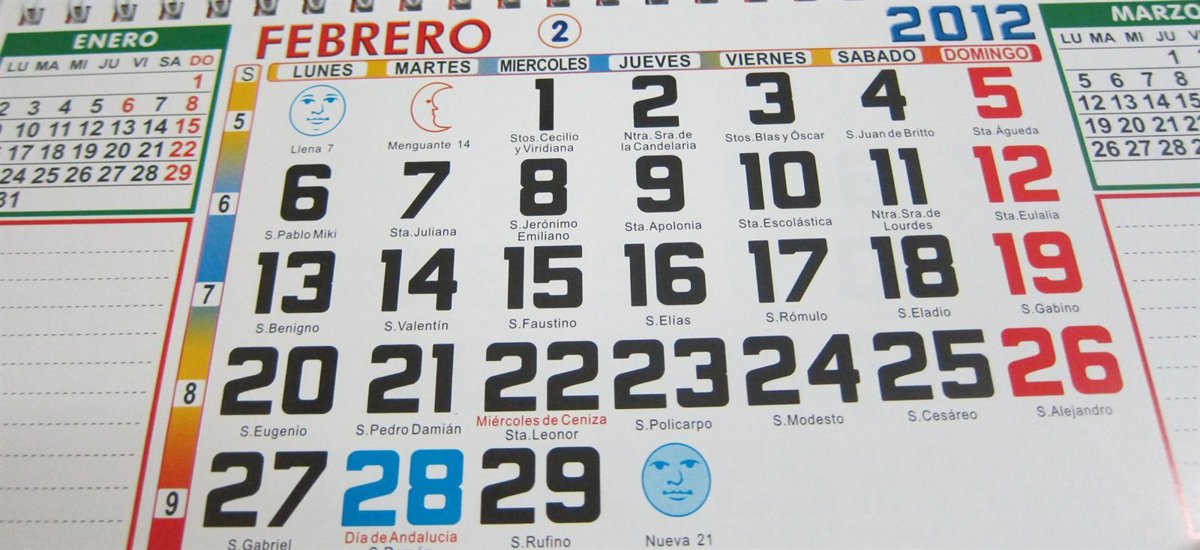 ENERO
LU MA MI JU VI SA DO
1
2 3 4 5 6 7 8
9 10 11 12 13 14 15
17 18 19 20 21 22
24 25 26 27 28 29
31
FEBRERO 2 2012
S LUNES MARTES MIERCOLES JUEVES VIERNES SABADO DOMINGO
5 1 2 3 4 5
Llena 7 Menguante 14 Stos.Cecilio Ntra.Sra.de Stos.Blas y Óscar S.Juan de Britto Sta.Águeda
y Viridiana la Candelaria
6 6 7 8 9 10 11 12
S.Pablo Miki Sta.Juliana S.Jerónimo Sta.Apolonia Sta.Escolástica Ntra.Sra.de Sta.Eulalia
Emiliano Lourdes
7 13 14 15 16 17 18 19
S.Benigno S.Valentín S.Faustino S.Elías S.Rómulo S.Eladio S.Gabino
8 20 21 22 23 24 25 26
S.Eugenio S.Pedro Damián Miércoles de Ceniza S.Policarpo S.Modesto S.Cesáreo S.Alejandro
Sta.Leonor
9 27 28 29
S.Gabriel Día de Andalucia S.Rufino Nueva 21
MARZO
LU MA MI JU
1
5 6 7 8
12 13 14 15
19 20 21
26 27 28